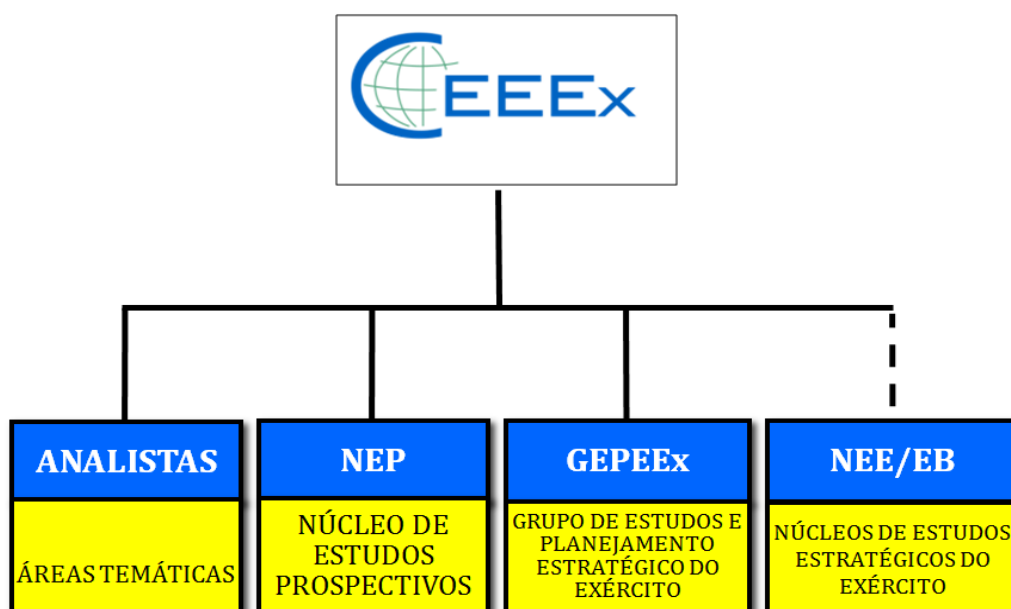 CEEEx
ANALISTAS
ÁREAS TEMÁTICAS
NEP
NÚCLEO DE
ESTUDOS
PROSPECTIVOS
GEPEEx
GRUPO DE ESTUDOS E
PLANEJAMENTO
ESTRATÉGICO DO
EXÉRCITO
NEE/EB
NÚCLEOS DE ESTUDOS
ESTRATÉGICOS DO
EXÉRCITO